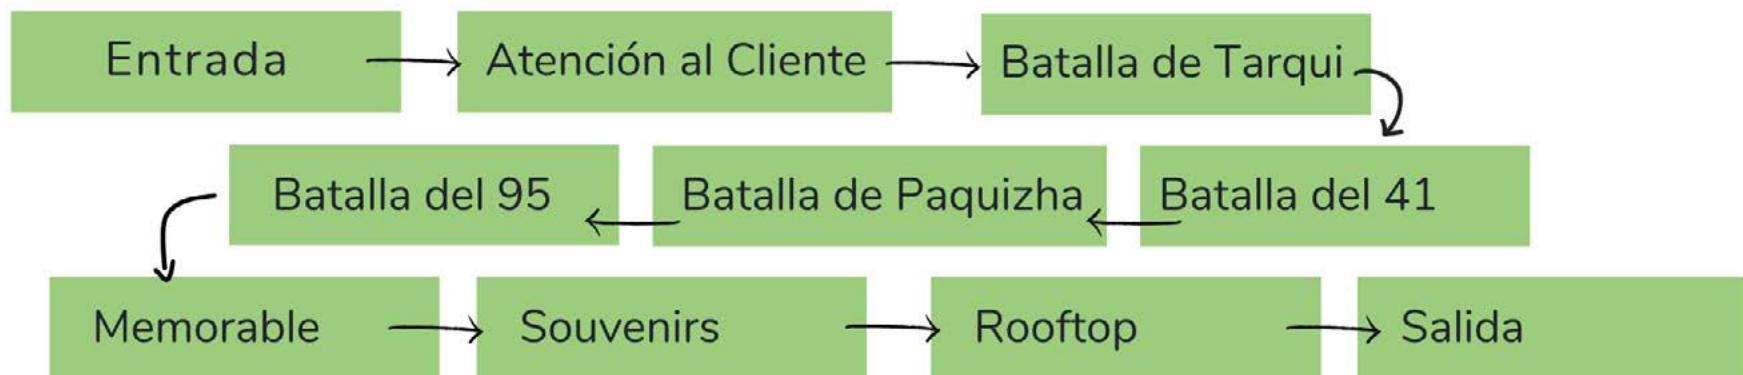 Entrada
Atención al Cliente
Batalla de Tarqui
Batalla del 41
Batalla de Paquizha
Batalla del 95
Memorable
Souvenirs
Rooftop
Salida